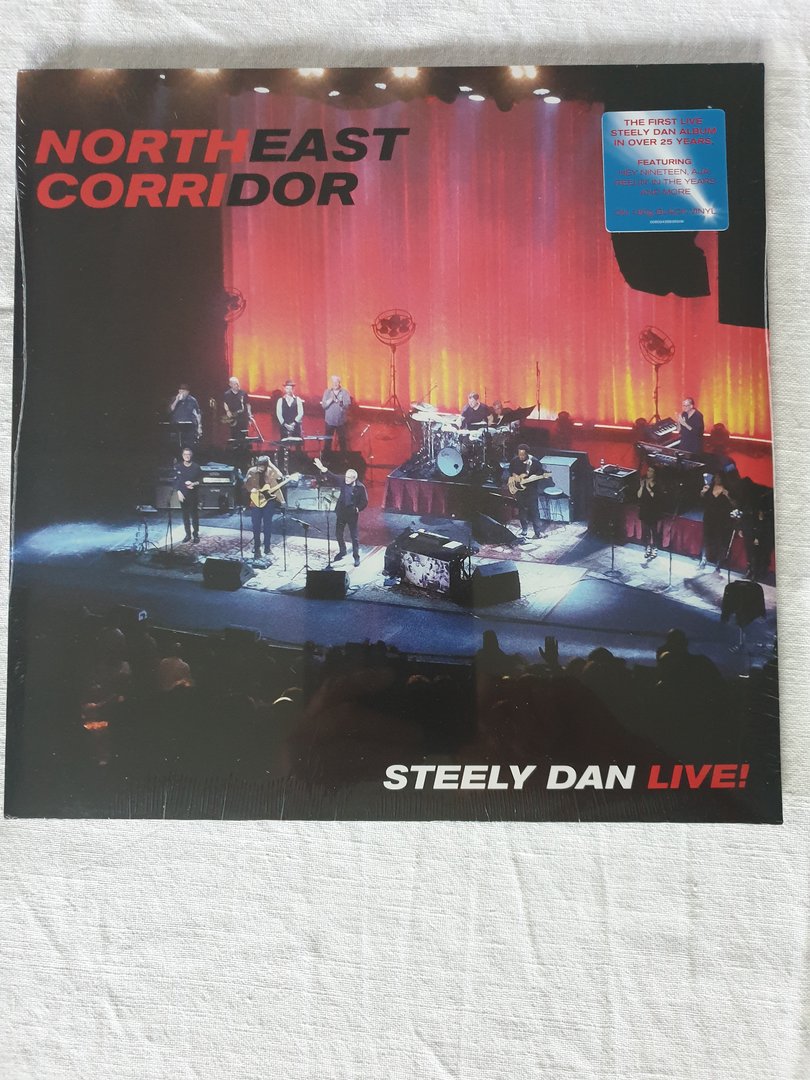 NORTHEAST
CORRIDOR
THE FIRST LIVE
STEELY DAN ALBUM
IN OVER 25 YEARS,
FEATURING
HEY NINETEEN, AJA,
IN THE YEARS
AND MORE
VINYL
STEELY DAN LIVE!